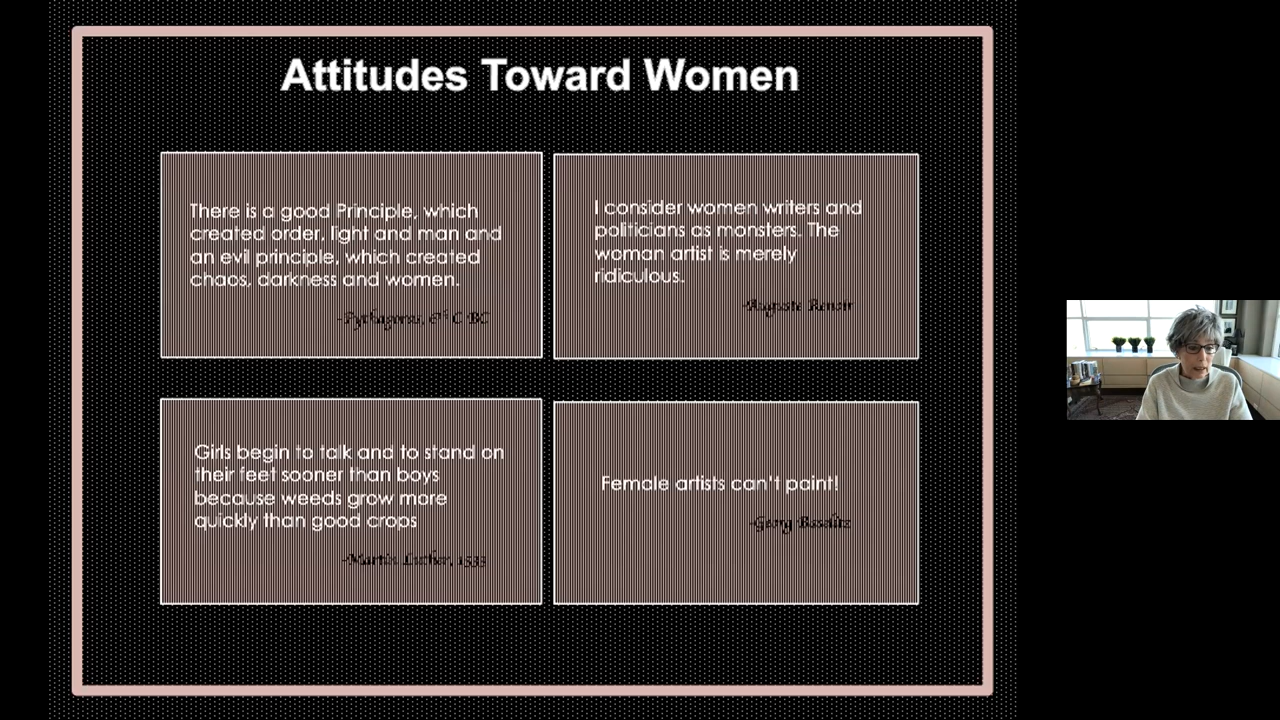 Attitudes Toward Women
There is a good Principle, which
created order, light and man and
an evil principle, which created
chaos, darkness and women.
-Pythagoras, 6th C BC
I consider women writers and
politicians as monsters. The
woman artist is merely
ridiculous.
-Auguste Renoir
Girls begin to talk and to stand on
their feet sooner than boys
because weeds grow more
quickly than good crops
-Martin Luther, 1533
Female artists can't paint!
-Georg Baselitz